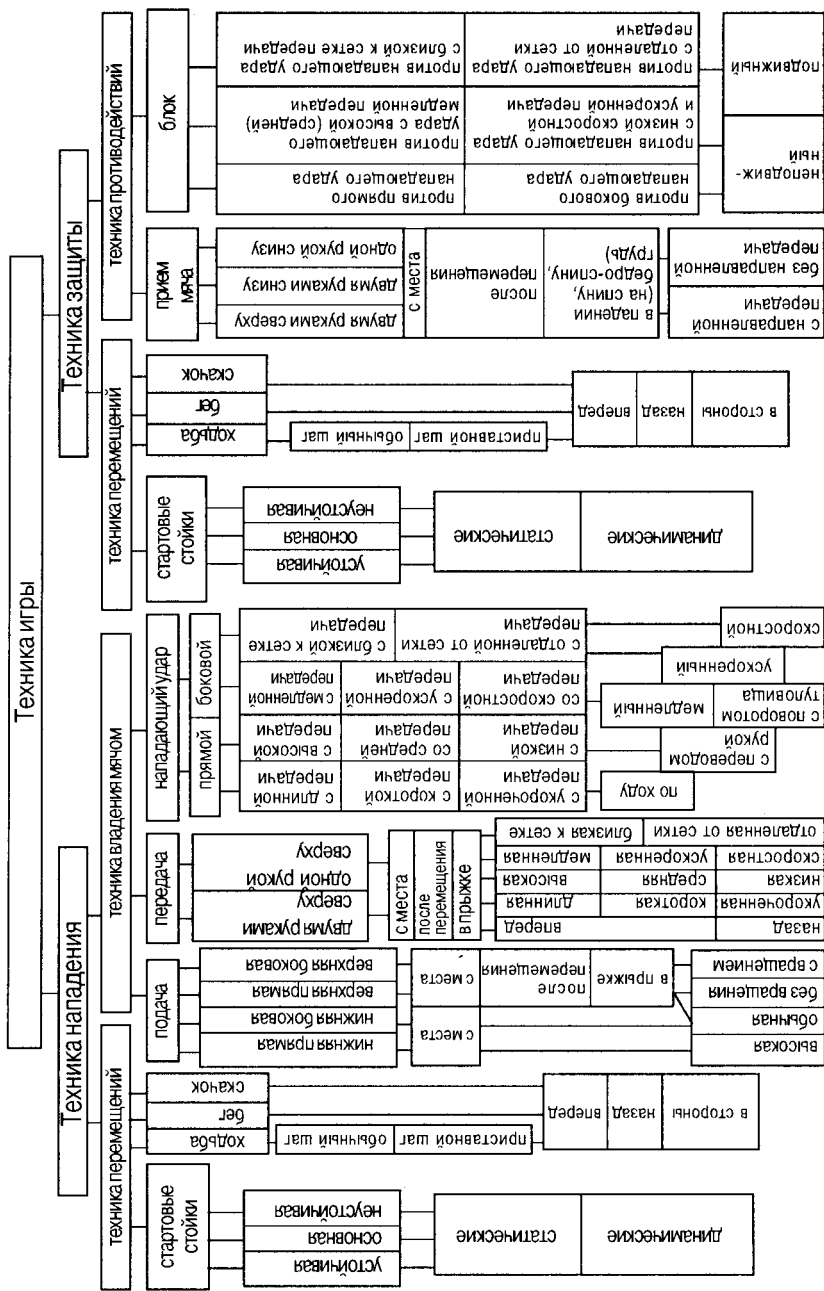 Техника игры
Техника нападения
Техника защиты
техника перемещений
техника владения мячом
техника перемещений
техника противодействий
стартовые
стойки
устойчивая
основная
неустойчивая
статические
динамические
ходьба
бег
скачок
обычный шаг
приставной шаг
вперед
назад
в стороны
подача
нижняя прямая
нижняя боковая
верхняя прямая
верхняя боковая
с места
с места
после
перемещения
в прыжке
высокая
обычная
без вращения
с вращением
передача
двумя руками
сверху
одной рукой
сверху
с места
после
перемещения
в прыжке
вперед
назад
длинная
короткая
укороченная
высокая
средняя
низкая
медленная
ускоренная
скоростная
близкая к сетке
отдаленная от сетки
нападающий удар
прямой
боковой
с длинной
передачи
с короткой
передачи
с укороченной
передачи
с высокой
передачи
со средней
передачи
с низкой
передачи
с медленной
передачи
с ускоренной
передачи
со скоростной
передачи
с близкой к сетке
передачи
с отдаленной от сетки
передачи
по ходу
с переводом
рукой
с поворотом
туловища
медленный
ускоренный
скоростной
стартовые
стойки
устойчивая
основная
неустойчивая
статические
динамические
ходьба
бег
скачок
обычный шаг
приставной шаг
вперед
назад
в стороны
прием
мяча
двумя руками сверху
двумя руками снизу
одной рукой снизу
с места
после
перемещения
в падении
(на спину,
бедро-спину,
грудь)
с направленной
передачи
без направленной
передачи
блок
против прямого
нападающего удара
против нападающего
удара с высокой (средней)
медленной передачи
против нападающего удара
с близкой к сетке передачи
против бокового
нападающего удара
против нападающего удара
с низкой скоростной
и ускоренной передачи
против нападающего удара
с отдаленной от сетки
передачи
неподвиж-
ный
подвижный